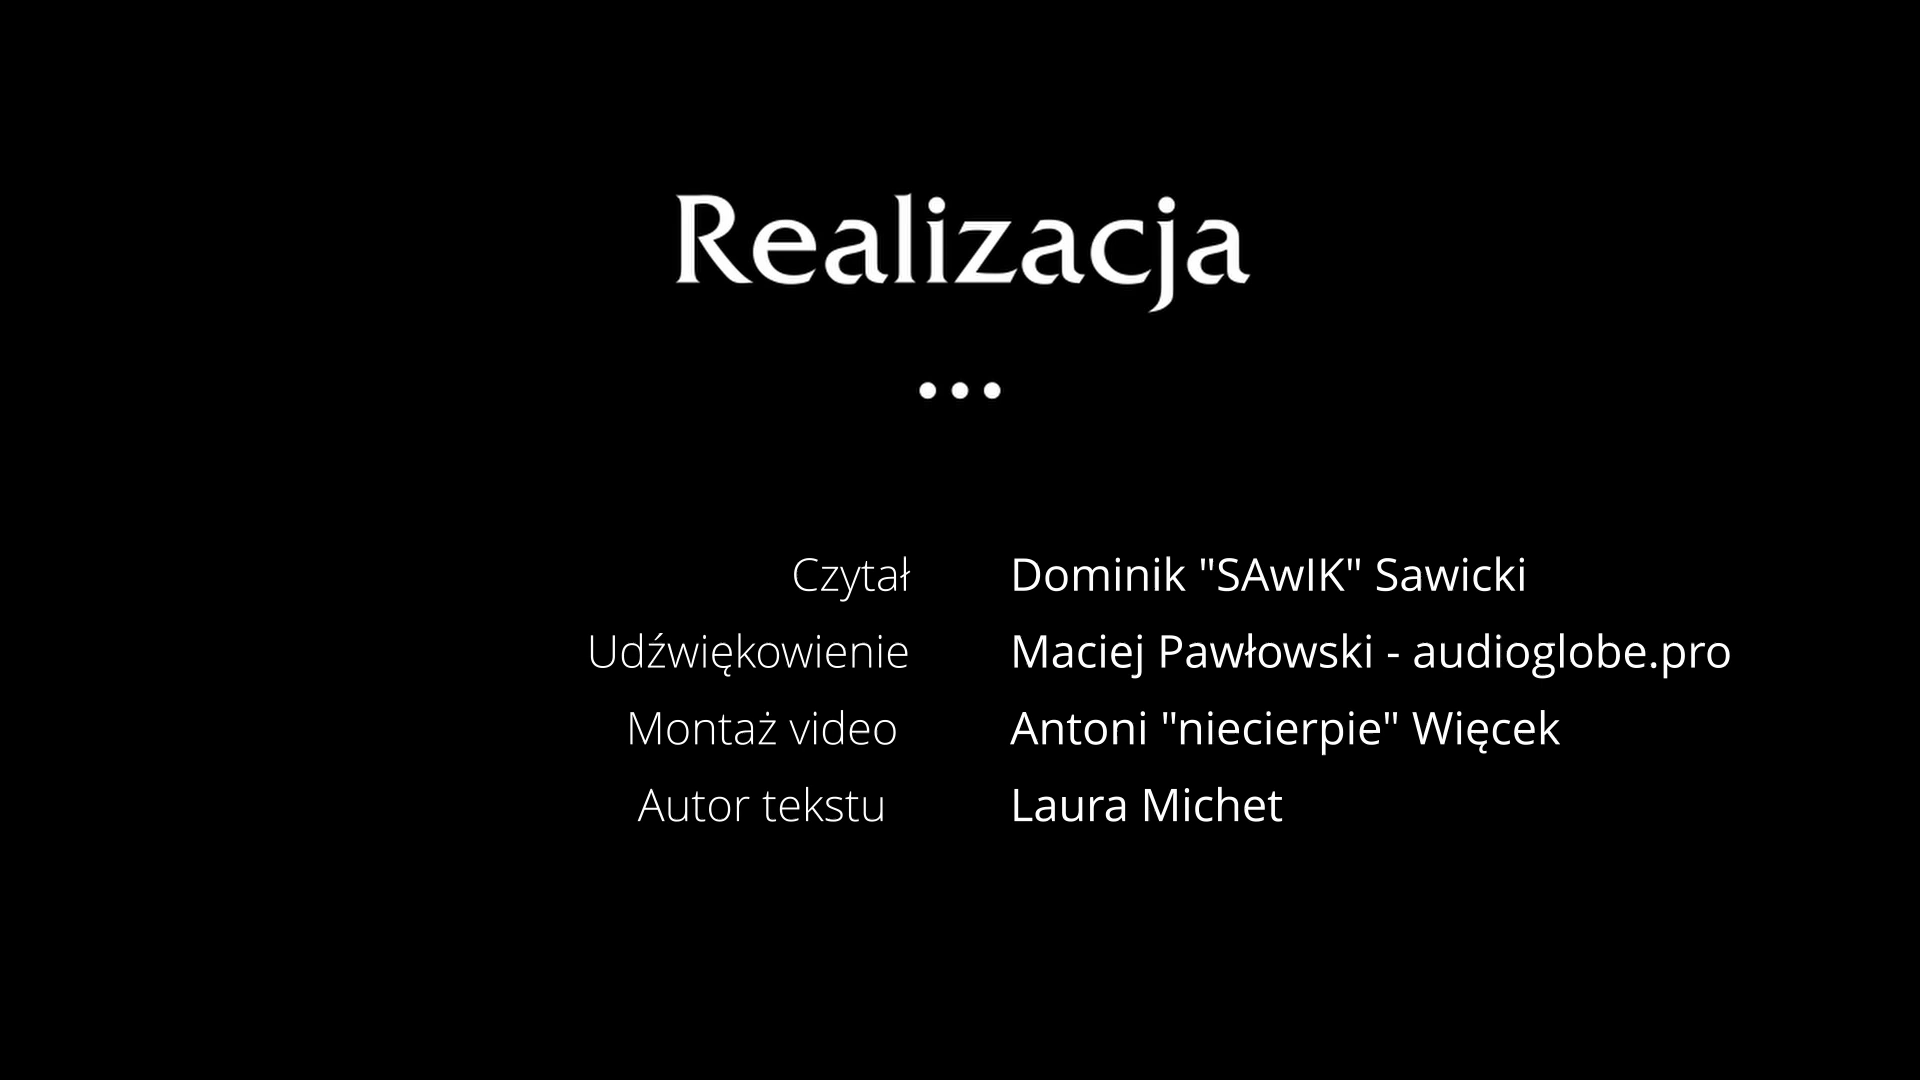 Realizacja
...
Czytał Dominik "SAwIK" Sawicki
Udźwiękowienie Maciej Pawłowski - audioglobe.pro
Montaż video Antoni "niecierpie" Więcek
Autor tekstu Laura Michet